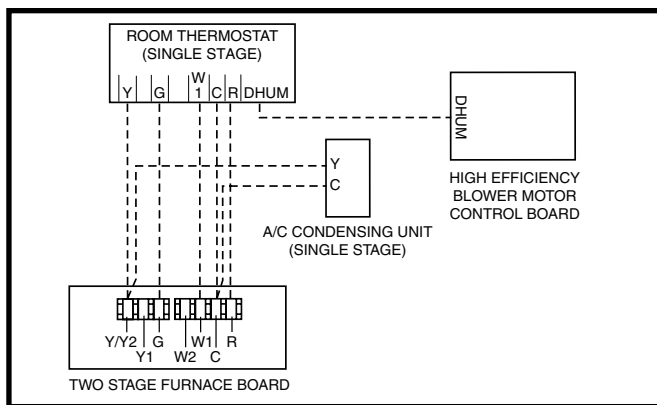 ROOM THERMOSTAT
(SINGLE STAGE)
Y G W1 C R DHUM
DHUM
HIGH EFFICIENCY
BLOWER MOTOR
CONTROL BOARD
Y
C
A/C CONDENSING UNIT
(SINGLE STAGE)
Y/Y2 G W1 R
Y1 W2 C
TWO STAGE FURNACE BOARD